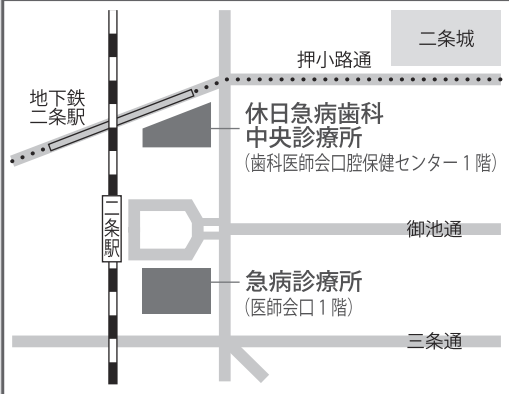 二条城
押小路通
地下鉄
二条駅
休日急病歯科
中央診療所
(歯科医師会口腔保健センター1階)
二条駅
御池通
急病診療所
(医師会口1階)
三条通